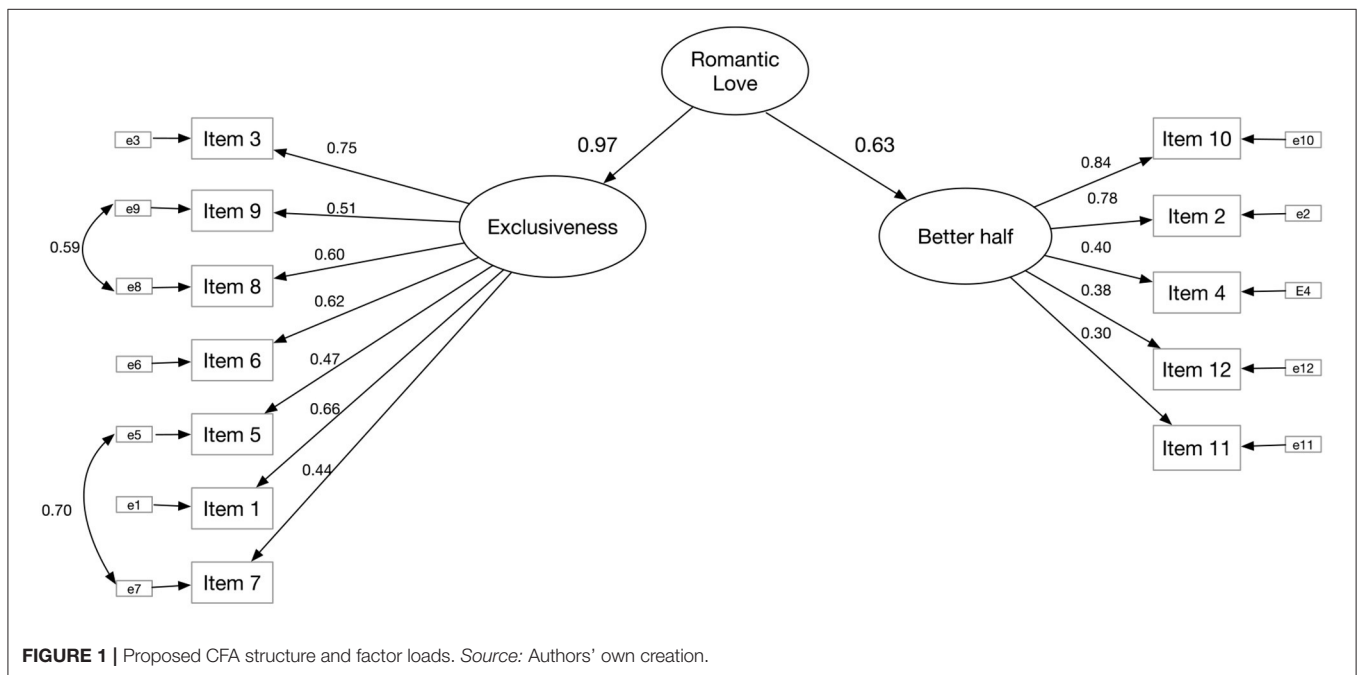 Romantic
Love
0.97
0.63
Exclusiveness
Better half
e3
Item 3
0.75
e9
Item 9
0.51
0.59
e8
Item 8
0.60
e6
Item 6
0.62
e5
Item 5
0.47
0.70
e1
Item 1
0.66
e7
Item 7
0.44
0.84
Item 10
e10
0.78
Item 2
e2
0.40
Item 4
E4
0.38
Item 12
e12
0.30
Item 11
e11
FIGURE 1 | Proposed CFA structure and factor loads. Source: Authors' own creation.